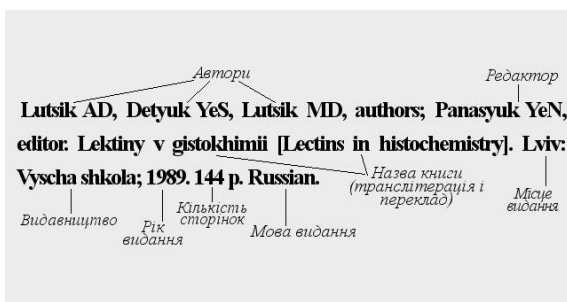 Автори
Редактор
Lutsik AD, Detyuk YeS, Lutsik MD, authors; Panasyuk YeN,
editor. Lektiny v gistokhimii [Lectins in histochemistry]. Lviv:
Vyscha shkola; 1989. 144 p. Russian.
Видавництво
Рік
видання
Кількість
сторінок
Мова видання
Назва книги
(транслітерація і
переклад)
Місце
видання